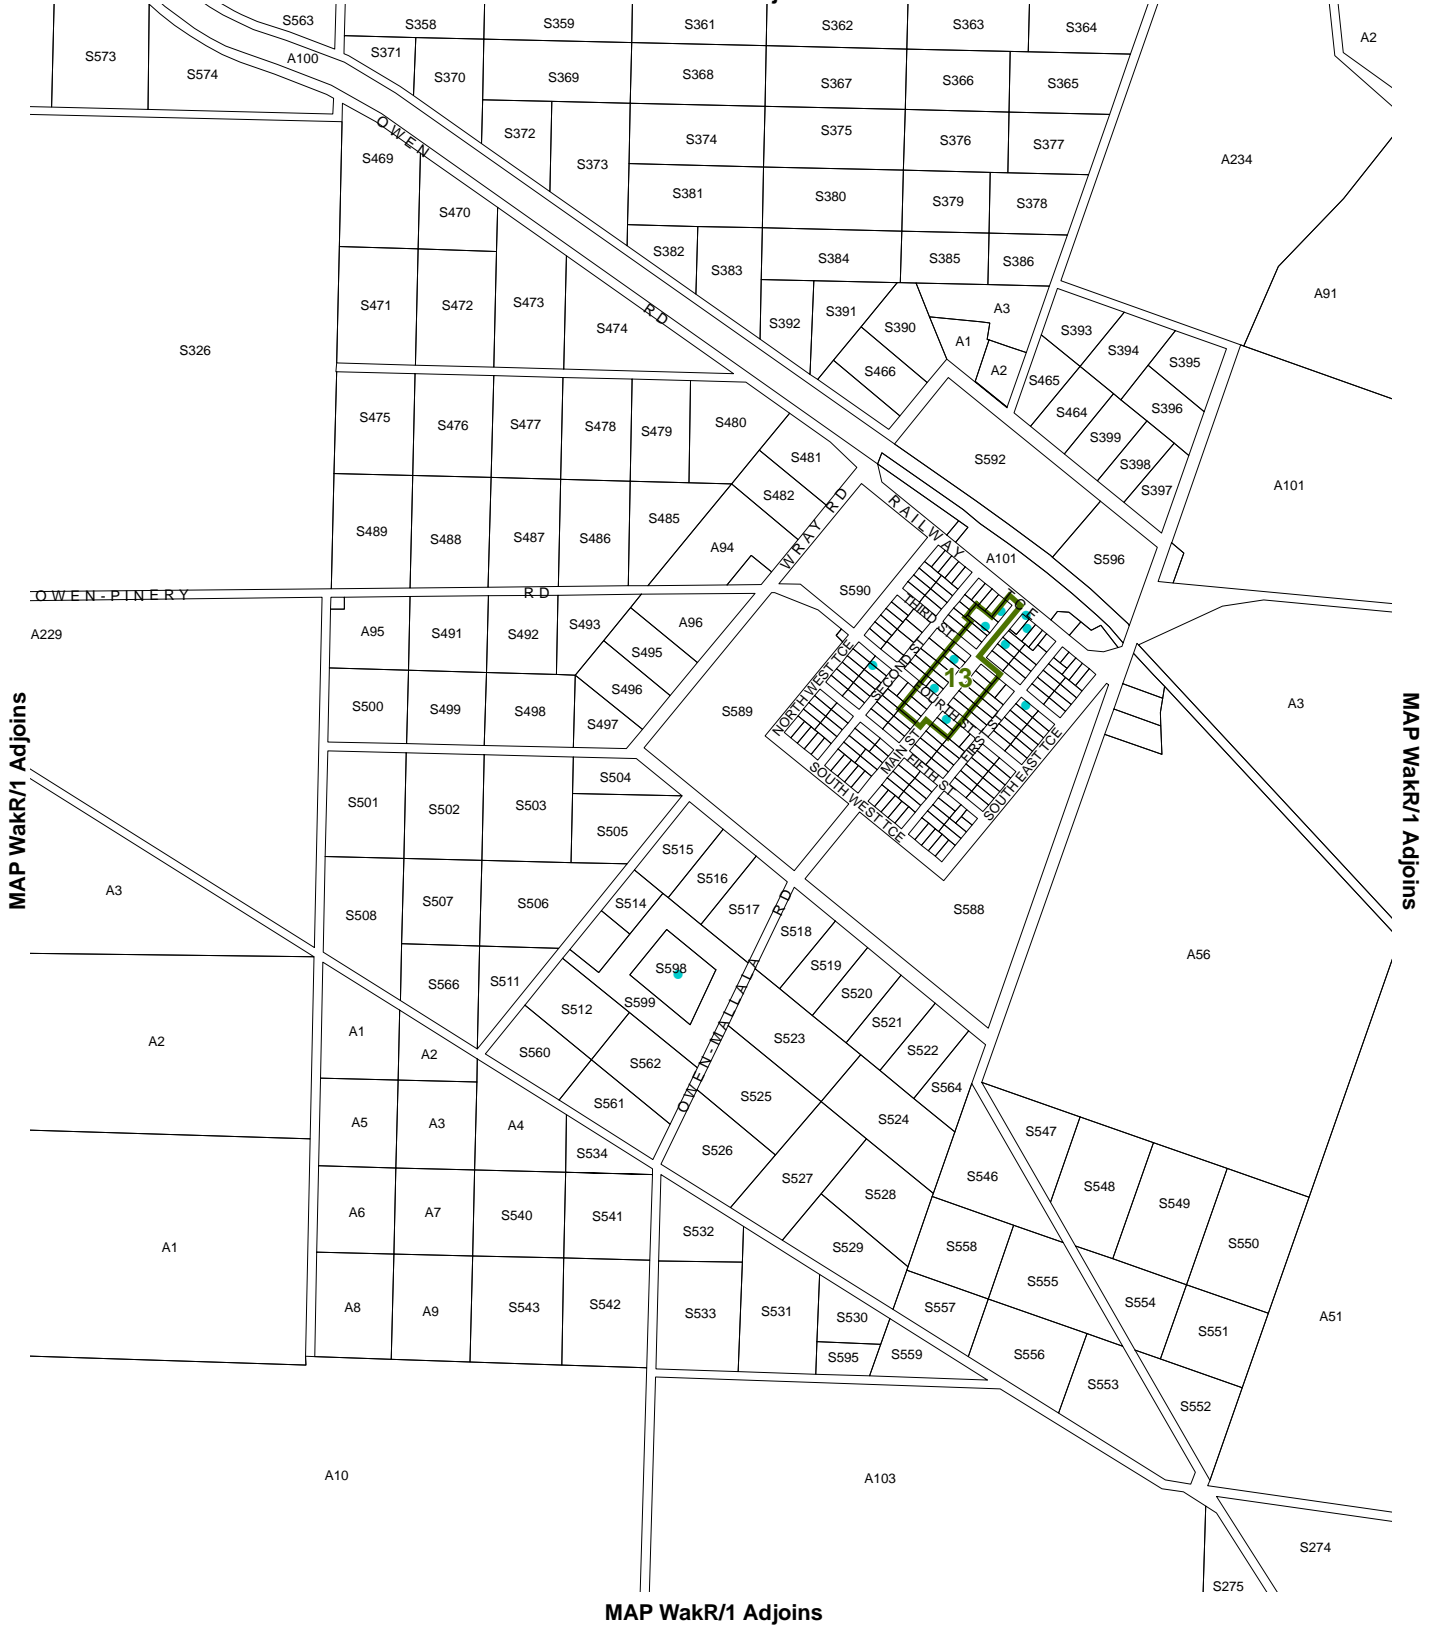 S563
S358
S359
S361
S362
S363
S364
A2
S573
S574
A100
S371
S370
S369
S368
S367
S366
S365
OWEN
RD
S469
S372
S373
S374
S375
S376
S377
A234
S470
S381
S380
S379
S378
S382
S383
S384
S385
S386
A91
S471
S472
S473
S474
S392
S391
S390
A3
A1
A2
S466
S393
S394
S395
S465
S464
S396
S399
S398
S397
S326
S475
S476
S477
S478
S479
S480
S481
S482
S592
A101
S489
S488
S487
S486
S485
A94
WRAY RD
RAILWAY
TCE
A101
S596
S590
OWEN-PINERY
RD
A229
A95
S491
S492
S493
A96
S495
S496
S497
S500
S499
S498
S589
THIRD ST
SECOND ST
NORTH WEST TCE
13
FOURTH ST
MAIN ST
FIRST ST
FIFTH ST
SOUTH WEST TCE
SOUTH EAST TCE
A3
MAP WakR/1 Adjoins
MAP WakR/1 Adjoins
S501
S502
S503
S504
S505
A3
S508
S507
S506
S515
S516
S517
S514
S518
S588
S566
S511
S598
S599
S512
S519
S520
S521
S522
S564
A56
OWEN-MALLALA RD
A2
A1
A2
S560
S562
S561
S523
S525
S524
A5
A3
A4
S534
S526
S527
S528
S547
S546
S548
S549
S550
A1
A6
A7
S540
S541
S532
S529
S558
S555
S554
S551
A8
A9
S543
S542
S533
S531
S530
S595
S559
S557
S556
S553
S552
A51
A10
A103
S274
S275
MAP WakR/1 Adjoins